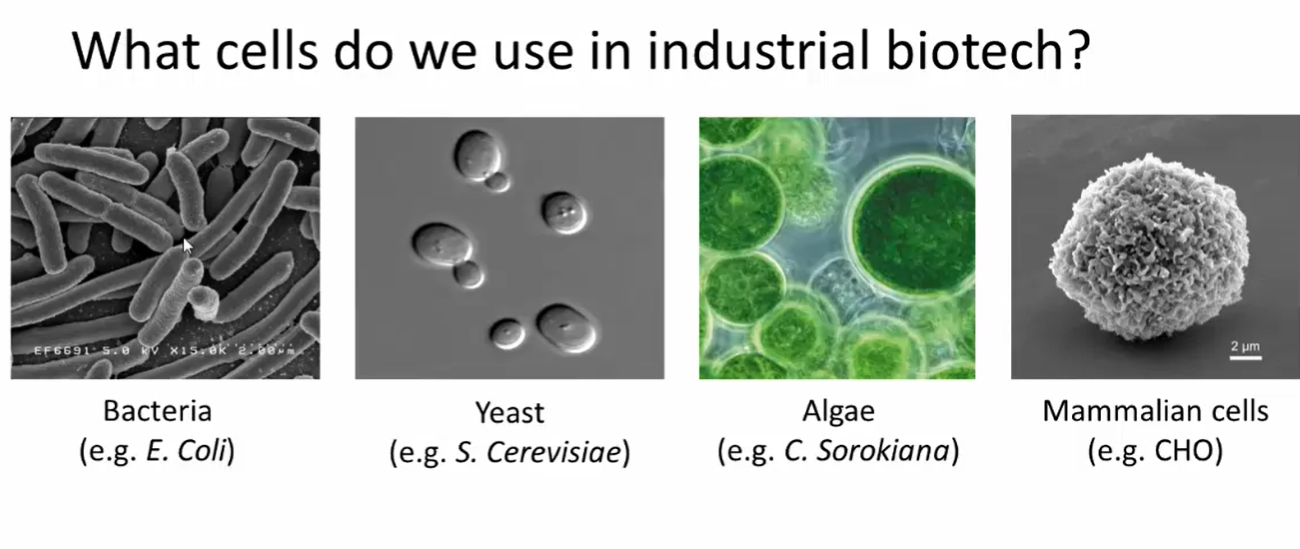 What cells do we use in industrial biotech?
EF6691 5.0 kV X15.0K 2.00µm
2 µm
Bacteria
(e.g. E. Coli)
Yeast
(e.g. S. Cerevisiae)
Algae
(e.g. C. Sorokiana)
Mammalian cells
(e.g. CHO)